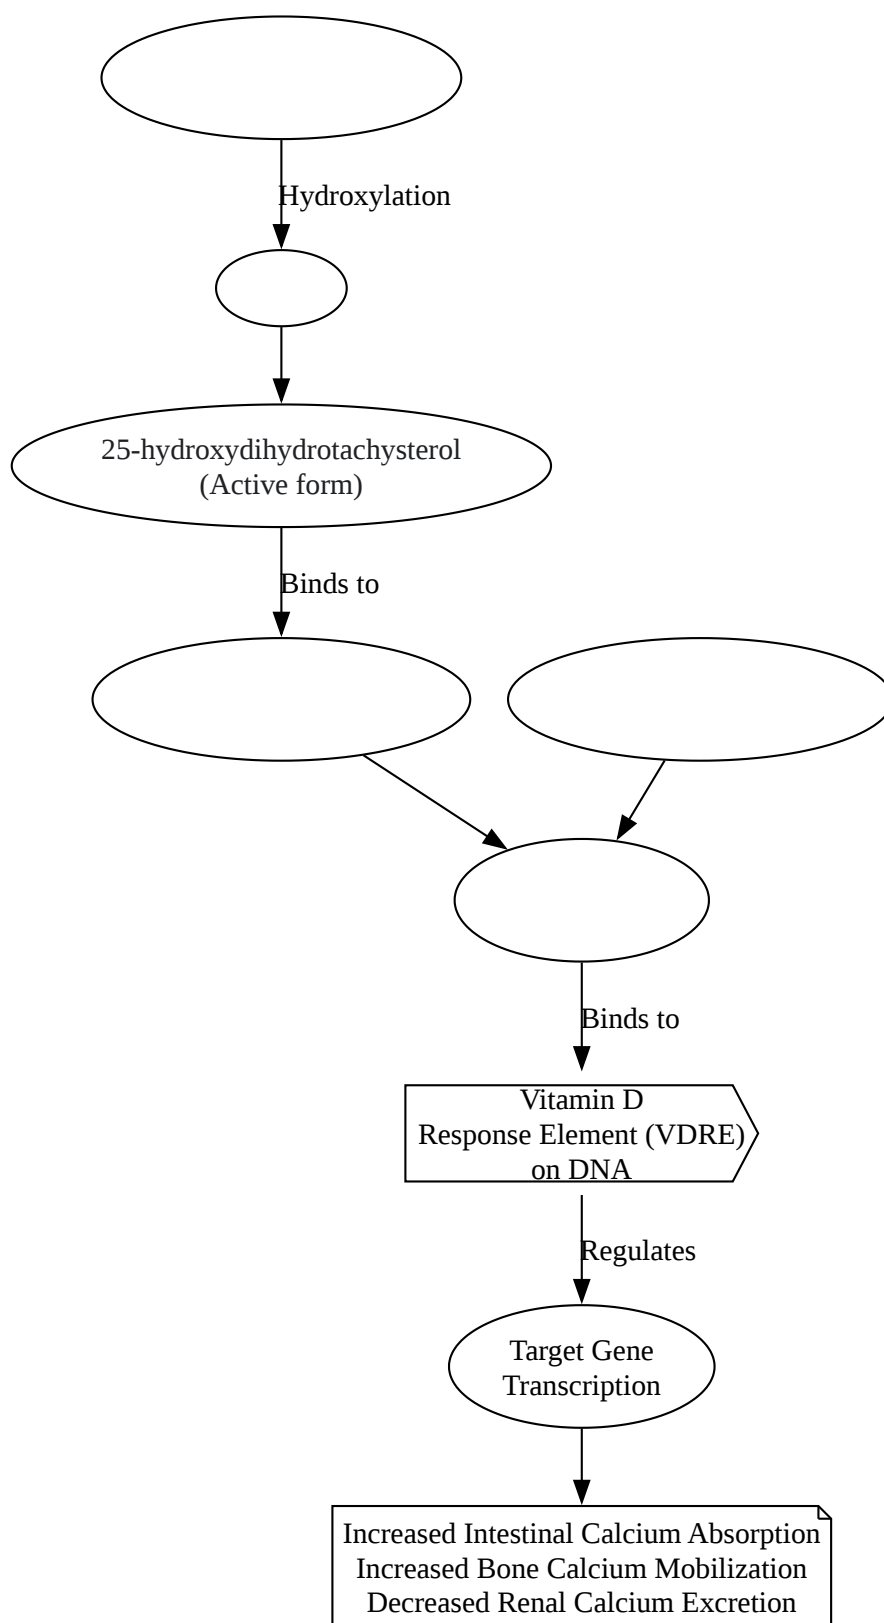 Hydroxylation
25-hydroxydihydrotachysterol
(Active form)
Binds to
Binds to
Vitamin D
Response Element (VDRE)
on DNA
Regulates
Target Gene
Transcription
Increased Intestinal Calcium Absorption
Increased Bone Calcium Mobilization
Decreased Renal Calcium Excretion